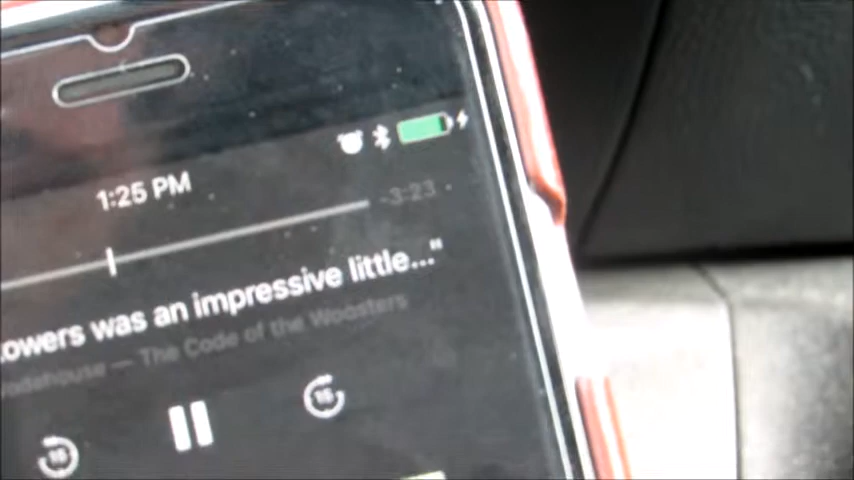 1:25 PM
-3:23
owers was an impressive little..."
odehouse — The Code of the Woosters
15
15